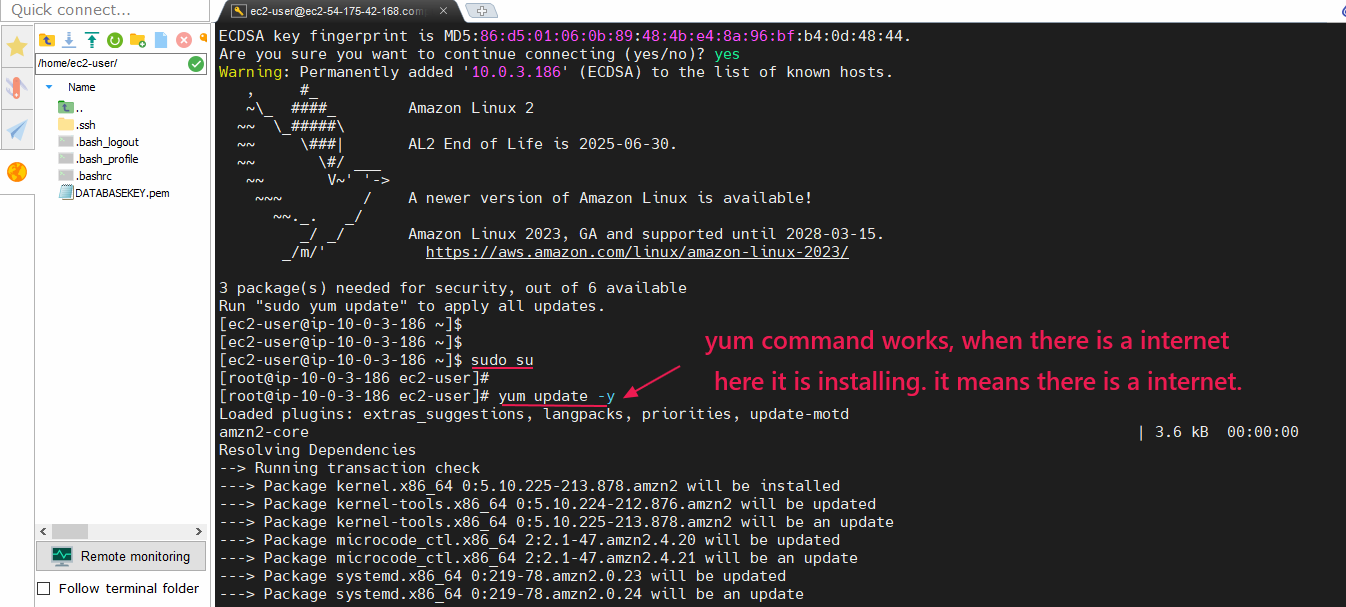 Quick connect...
ec2-user@ec2-54-175-42-168.com
/home/ec2-user/
Name
..
.ssh
.bash_logout
.bash_profile
.bashrc
DATABASEKEY.pem
Remote monitoring
Follow terminal folder
ECDSA key fingerprint is MD5:86:d5:01:06:0b:89:48:4b:e4:8a:96:bf:b4:0d:48:44.
Are you sure you want to continue connecting (yes/no)? yes
Warning: Permanently added '10.0.3.186' (ECDSA) to the list of known hosts.
   ,     #_
   ~\_  ####_        Amazon Linux 2
  ~~  \_#####\
  ~~     \###|       AL2 End of Life is 2025-06-30.
  ~~       \#/ ___
   ~~       V~' '->
    ~~~         /    A newer version of Amazon Linux is available!
      ~~._.   _/
         _/ _/       Amazon Linux 2023, GA and supported until 2028-03-15.
       _/m/'           https://aws.amazon.com/linux/amazon-linux-2023/
3 package(s) needed for security, out of 6 available
Run "sudo yum update" to apply all updates.
[ec2-user@ip-10-0-3-186 ~]$
[ec2-user@ip-10-0-3-186 ~]$
[ec2-user@ip-10-0-3-186 ~]$ sudo su
[root@ip-10-0-3-186 ec2-user]#
[root@ip-10-0-3-186 ec2-user]# yum update -y
yum command works, when there is a internet
here it is installing. it means there is a internet.
Loaded plugins: extras_suggestions, langpacks, priorities, update-motd
amzn2-core | 3.6 kB  00:00:00
Resolving Dependencies
--> Running transaction check
---> Package kernel.x86_64 0:5.10.225-213.878.amzn2 will be installed
---> Package kernel-tools.x86_64 0:5.10.224-212.876.amzn2 will be updated
---> Package kernel-tools.x86_64 0:5.10.225-213.878.amzn2 will be an update
---> Package microcode_ctl.x86_64 2:2.1-47.amzn2.4.20 will be updated
---> Package microcode_ctl.x86_64 2:2.1-47.amzn2.4.21 will be an update
---> Package systemd.x86_64 0:219-78.amzn2.0.23 will be updated
---> Package systemd.x86_64 0:219-78.amzn2.0.24 will be an update